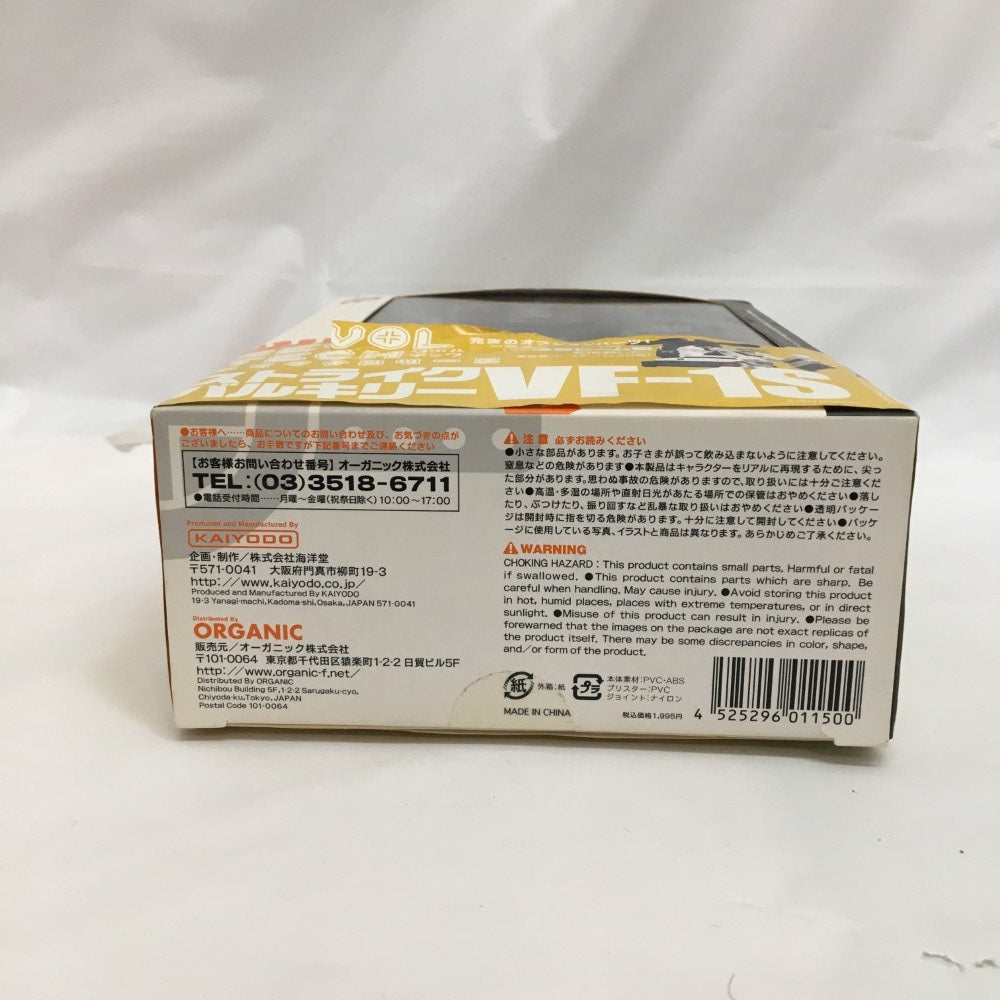 VOL
充実のオプションパーツ!
ストライク
バルキリー VF-1S
●お客様へ……商品についてのお問い合わせ及び、お気づきの点が
ございましたら、お手数ですが下記番号までご連絡ください
【お客様お問い合わせ番号】オーガニック株式会社
TEL:(03)3518-6711
●電話受付時間……月曜〜金曜(祝祭日除く)10:00〜17:00
Produced and Manufactured By
KAIYODO
企画・制作/株式会社海洋堂
〒571-0041 大阪府門真市柳町19-3
http://www.kaiyodo.co.jp/
Produced and Manufactured By KAIYODO
19-3 Yanagi-machi, Kadoma-shi, Osaka, JAPAN 571-0041
Distributed By
ORGANIC
販売元/オーガニック株式会社
〒101-0064 東京都千代田区猿楽町1-2-2 日貿ビル5F
http://www.organic-f.net/
Distributed By ORGANIC
Nichibou Building 5F,1-2-2 Sarugaku-cyo,
Chiyoda-ku,Tokyo,JAPAN
Postal Code 101-0064
注意 必ずお読みください
●小さな部品があります。お子さまが誤って飲み込まないように注意してください。
窒息などの危険があります●本製品はキャラクターをリアルに再現するために、尖っ
た部分があります。思わぬ事故の危険がありますので、取り扱いには十分ご注意くだ
さい●高温・多湿の場所や直射日光があたる場所での保管はおやめください●落し
たり、ぶつけたり、振り回すなど乱暴な取り扱いはおやめください●透明パッケー
ジは開封時に指を切る危険があります。十分に注意して開封してください●パッケー
ジに使用している写真、イラストと商品は異なります。あらかじめご了承ください。
WARNING
CHOKING HAZARD : This product contains small parts. Harmful or fatal
if swallowed. ●This product contains parts which are sharp. Be
careful when handling. May cause injury. ●Avoid storing this product
in hot, humid places, places with extreme temperatures, or in direct
sunlight. ●Misuse of this product can result in injury. ●Please be
forewarned that the images on the package are not exact replicas of
the product itself. There may be some discrepancies in color, shape,
and/or form of the product.
紙 外箱:紙
プラ
本体素材:PVC・ABS
ブリスター:PVC
ジョイント:ナイロン
MADE IN CHINA
税込価格1,995円
4 525296 011500